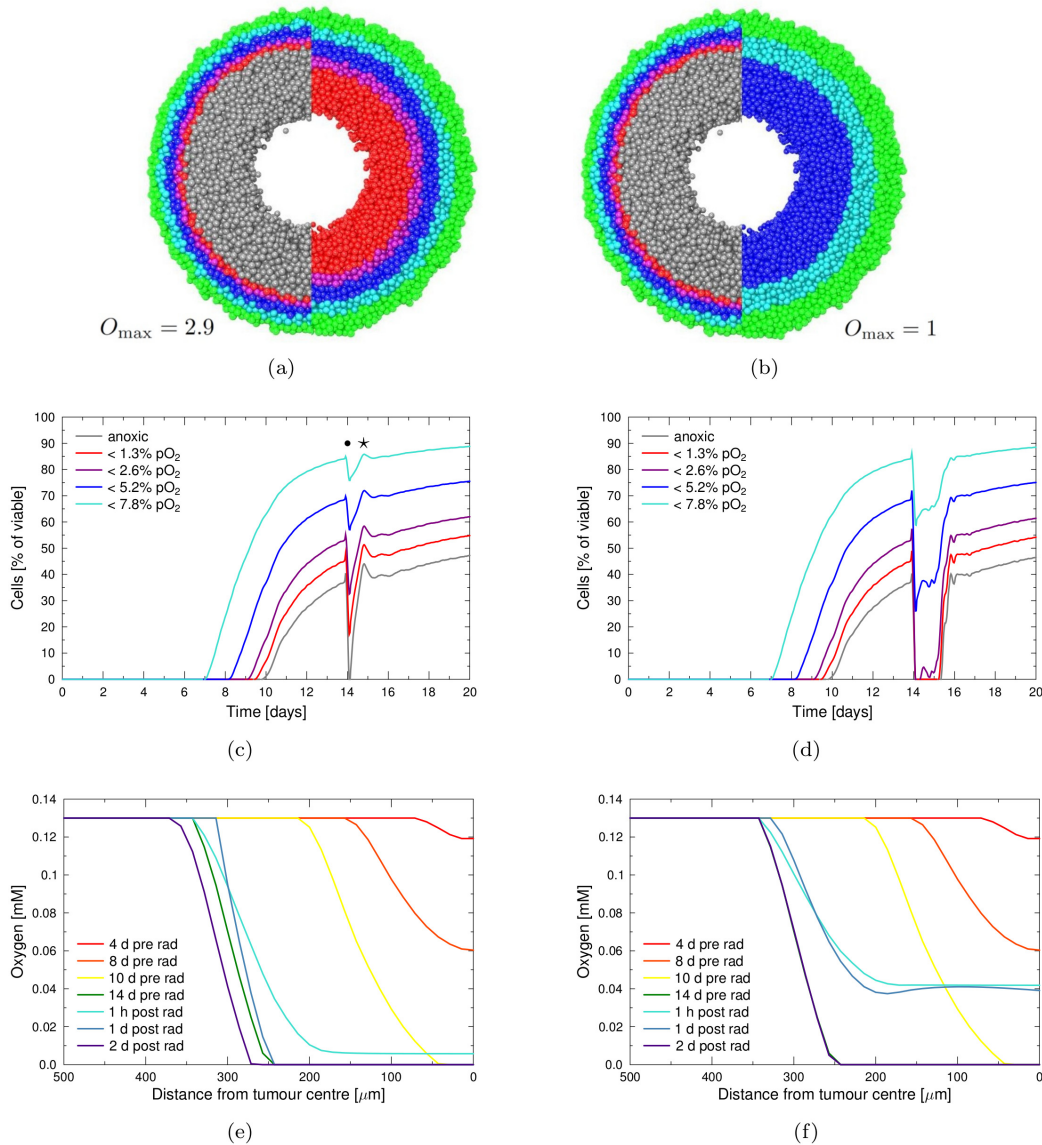 O_max = 2.9
O_max = 1
(a)
(b)
100
90
80
70
60
50
40
30
20
10
0
Cells [% of viable]
anoxic
< 1.3% pO₂
< 2.6% pO₂
< 5.2% pO₂
< 7.8% pO₂
0 2 4 6 8 10 12 14 16 18 20
Time [days]
(c)
100
90
80
70
60
50
40
30
20
10
0
Cells [% of viable]
anoxic
< 1.3% pO₂
< 2.6% pO₂
< 5.2% pO₂
< 7.8% pO₂
0 2 4 6 8 10 12 14 16 18 20
Time [days]
(d)
0.14
0.12
0.10
0.08
0.06
0.04
0.02
0.0
Oxygen [mM]
4 d pre rad
8 d pre rad
10 d pre rad
14 d pre rad
1 h post rad
1 d post rad
2 d post rad
500 400 300 200 100 0
Distance from tumour centre [μm]
(e)
0.14
0.12
0.10
0.08
0.06
0.04
0.02
0.0
Oxygen [mM]
4 d pre rad
8 d pre rad
10 d pre rad
14 d pre rad
1 h post rad
1 d post rad
2 d post rad
500 400 300 200 100 0
Distance from tumour centre [μm]
(f)